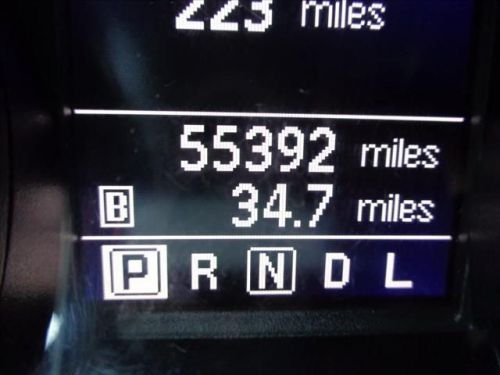 223 miles
55392 miles
B 34.7 miles
P R N D L